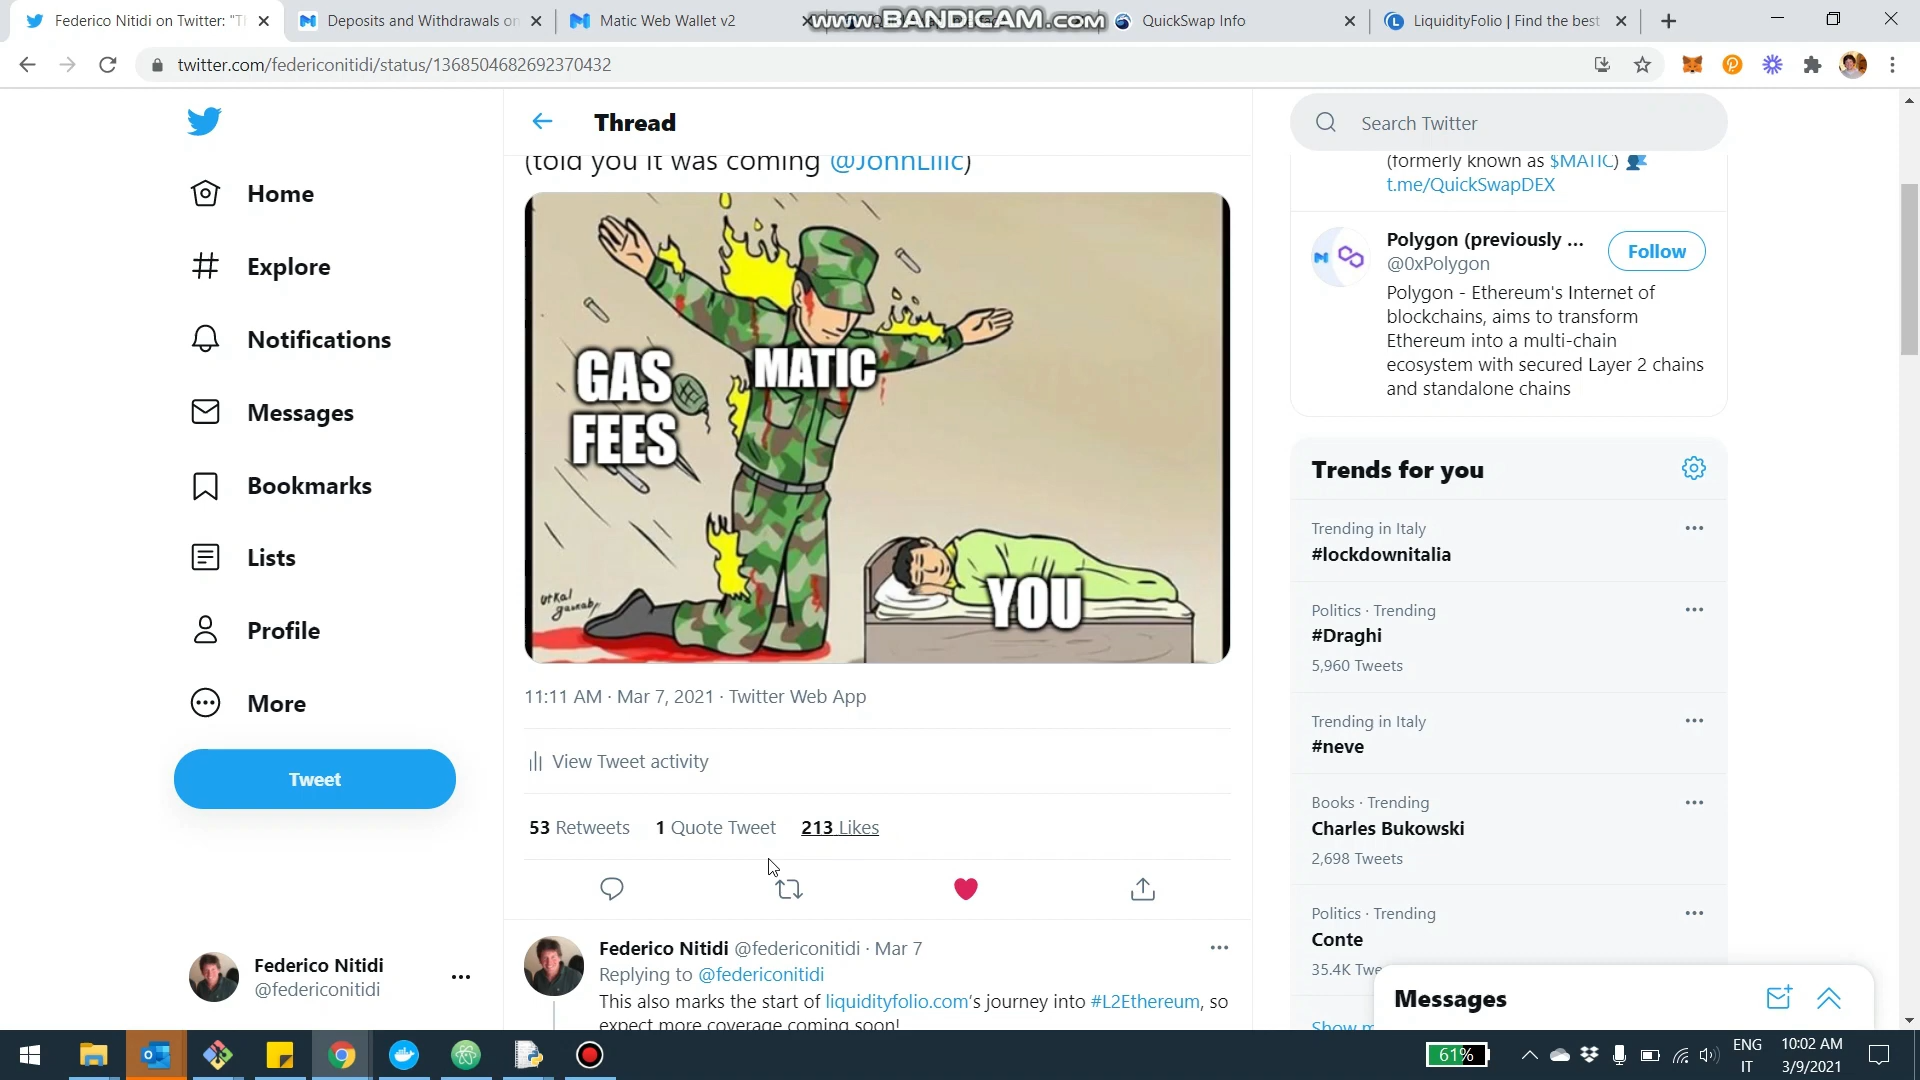 Federico Nitidi on Twitter: "Th
Deposits and Withdrawals on
Matic Web Wallet v2
www.BANDICAM.com
QuickSwap Info
LiquidityFolio | Find the best
twitter.com/federiconitidi/status/1368504682692370432
Home
Explore
Notifications
Messages
Bookmarks
Lists
Profile
More
Tweet
Federico Nitidi
@federiconitidi
Thread
(told you it was coming @JohnLilic)
GAS
FEES
MATIC
YOU
utkal
gaurab
11:11 AM · Mar 7, 2021 · Twitter Web App
View Tweet activity
53 Retweets 1 Quote Tweet 213 Likes
Federico Nitidi @federiconitidi · Mar 7
Replying to @federiconitidi
This also marks the start of liquidityfolio.com's journey into #L2Ethereum, so
expect more coverage coming soon!
Search Twitter
(formerly known as $MATIC)
t.me/QuickSwapDEX
Polygon (previously ...
@0xPolygon
Follow
Polygon - Ethereum's Internet of
blockchains, aims to transform
Ethereum into a multi-chain
ecosystem with secured Layer 2 chains
and standalone chains
Trends for you
Trending in Italy
#lockdownitalia
Politics · Trending
#Draghi
5,960 Tweets
Trending in Italy
#neve
Books · Trending
Charles Bukowski
2,698 Tweets
Politics · Trending
Conte
35.4K Twe
Show m
Messages
61%
ENG
IT
10:02 AM
3/9/2021